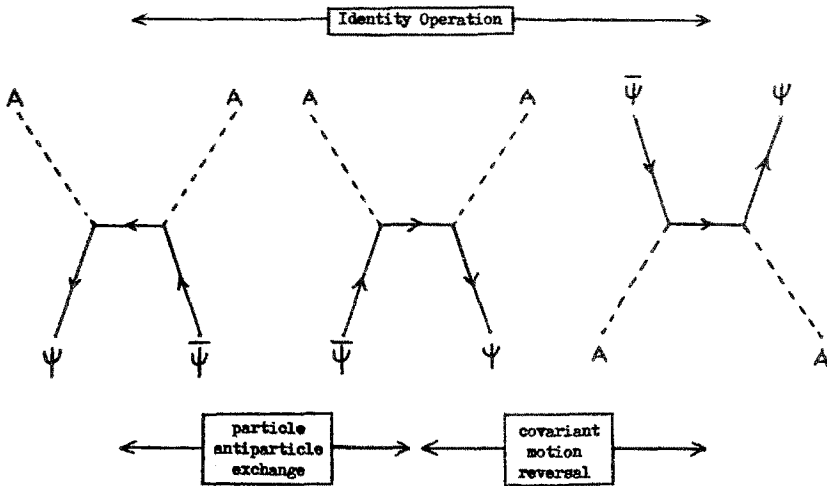 Identity Operation
A A A A ψ̅ ψ
ψ ψ̅ ψ̅ ψ A A
particle
antiparticle
exchange
covariant
motion
reversal